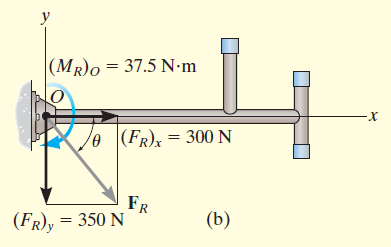 y
(M_R)_O = 37.5 N·m
O
x
θ
(F_R)_x = 300 N
F_R
(F_R)_y = 350 N
(b)